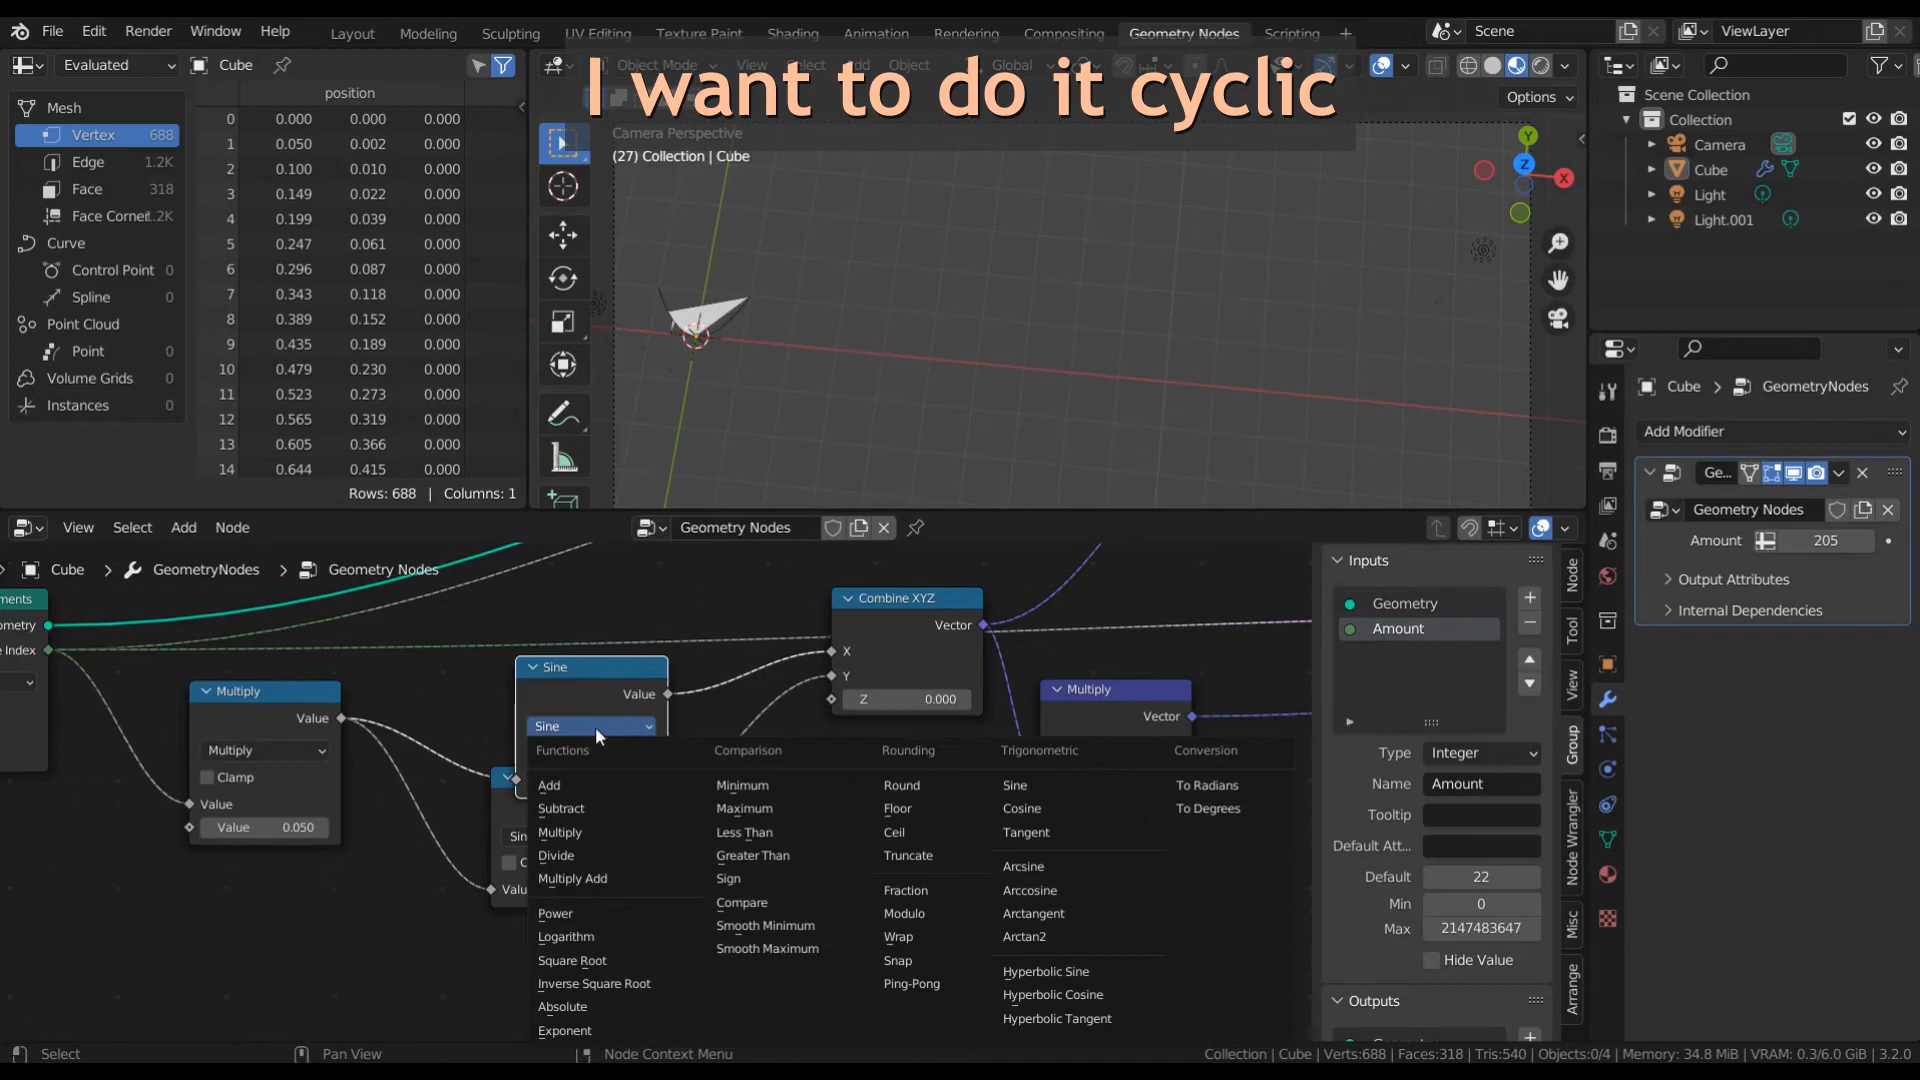 File Edit Render Window Help
Layout Modeling Sculpting UV Editing Texture Paint Shading Animation Rendering Compositing Geometry Nodes Scripting +
Scene
ViewLayer
I want to do it cyclic
Evaluated
Cube
Object Mode View Select Add Object Global
Options
Mesh
Vertex 688
Edge 1.2K
Face 318
Face Corner 1.2K
Curve
Control Point 0
Spline 0
Point Cloud
Point 0
Volume Grids 0
Instances 0
position
0 0.000 0.000 0.000
1 0.050 0.002 0.000
2 0.100 0.010 0.000
3 0.149 0.022 0.000
4 0.199 0.039 0.000
5 0.247 0.061 0.000
6 0.296 0.087 0.000
7 0.343 0.118 0.000
8 0.389 0.152 0.000
9 0.435 0.189 0.000
10 0.479 0.230 0.000
11 0.523 0.273 0.000
12 0.565 0.319 0.000
13 0.605 0.366 0.000
14 0.644 0.415 0.000
Rows: 688 | Columns: 1
Camera Perspective
(27) Collection | Cube
Y
Z
X
Scene Collection
Collection
Camera
Cube
Light
Light.001
Cube > GeometryNodes
Add Modifier
Ge...
Geometry Nodes
Amount 205
Output Attributes
Internal Dependencies
View Select Add Node
Geometry Nodes
Cube > GeometryNodes > Geometry Nodes
ments
ometry
e Index
Multiply
Value
Multiply
Clamp
Value
Value 0.050
Sine
Value
Sine
Sin
C
Valu
Combine XYZ
Vector
X
Y
Z 0.000
Multiply
Vector
Functions
Add
Subtract
Multiply
Divide
Multiply Add
Power
Logarithm
Square Root
Inverse Square Root
Absolute
Exponent
Comparison
Minimum
Maximum
Less Than
Greater Than
Sign
Compare
Smooth Minimum
Smooth Maximum
Rounding
Round
Floor
Ceil
Truncate
Fraction
Modulo
Wrap
Snap
Ping-Pong
Trigonometric
Sine
Cosine
Tangent
Arcsine
Arccosine
Arctangent
Arctan2
Hyperbolic Sine
Hyperbolic Cosine
Hyperbolic Tangent
Conversion
To Radians
To Degrees
Inputs
Geometry
Amount
Type Integer
Name Amount
Tooltip
Default Att...
Default 22
Min 0
Max 2147483647
Hide Value
Outputs
Node
Tool
View
Group
Node Wrangler
Misc
Arrange
Select
Pan View
Node Context Menu
Collection | Cube | Verts:688 | Faces:318 | Tris:540 | Objects:0/4 | Memory: 34.8 MiB | VRAM: 0.3/6.0 GiB | 3.2.0